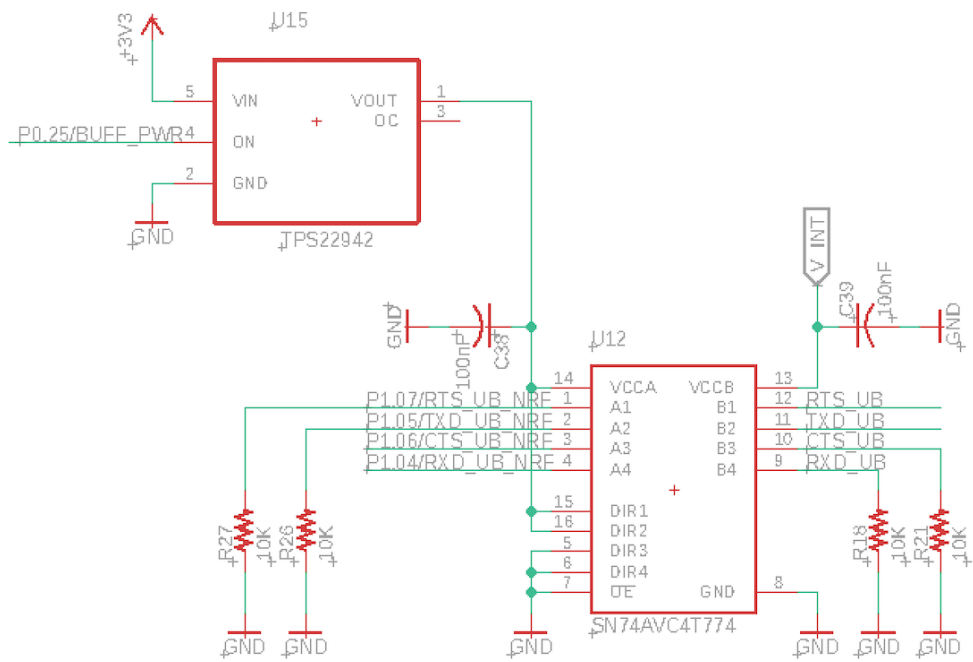 U15
+3V3
5 VIN VOUT 1
OC 3
P0.25/BUFF_PWR 4 ON
2 GND
GND
TPS22942
V_INT
GND
100nF
C38
C39
100nF
GND
U12
14 VCCA VCCB 13
P1.07/RTS_UB_NRF 1 A1 B1 12 RTS_UB
P1.05/TXD_UB_NRF 2 A2 B2 11 TXD_UB
P1.06/CTS_UB_NRF 3 A3 B3 10 CTS_UB
P1.04/RXD_UB_NRF 4 A4 B4 9 RXD_UB
15 DIR1
16 DIR2
5 DIR3
6 DIR4
7 OE GND 8
R27
10K
R26
10K
R18
10K
R21
10K
SN74AVC4T774
GND
GND
GND
GND
GND
GND